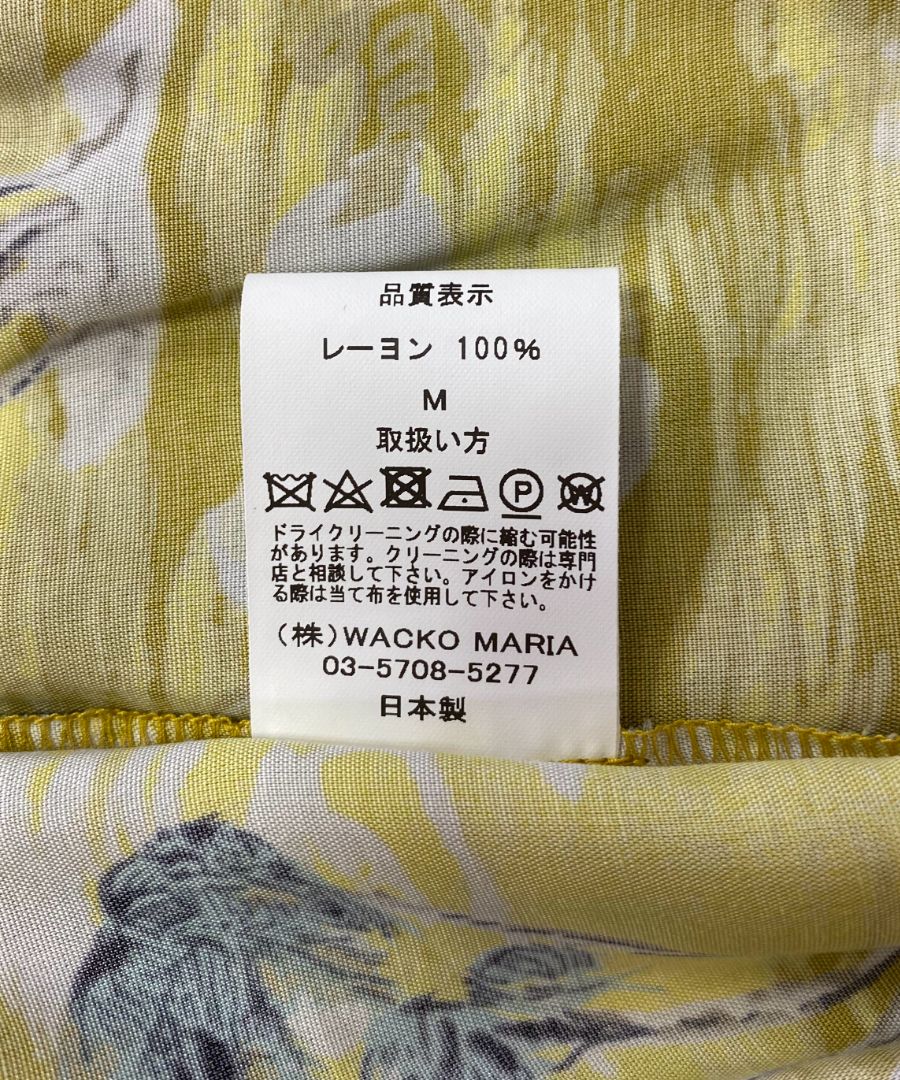 品質表示
レーヨン 100%
M
取扱い方
P W
ドライクリーニングの際に縮む可能性
があります。クリーニングの際は専門
店と相談して下さい。アイロンをかけ
る際は当て布を使用して下さい。
(株)WACKO MARIA
03-5708-5277
日本製